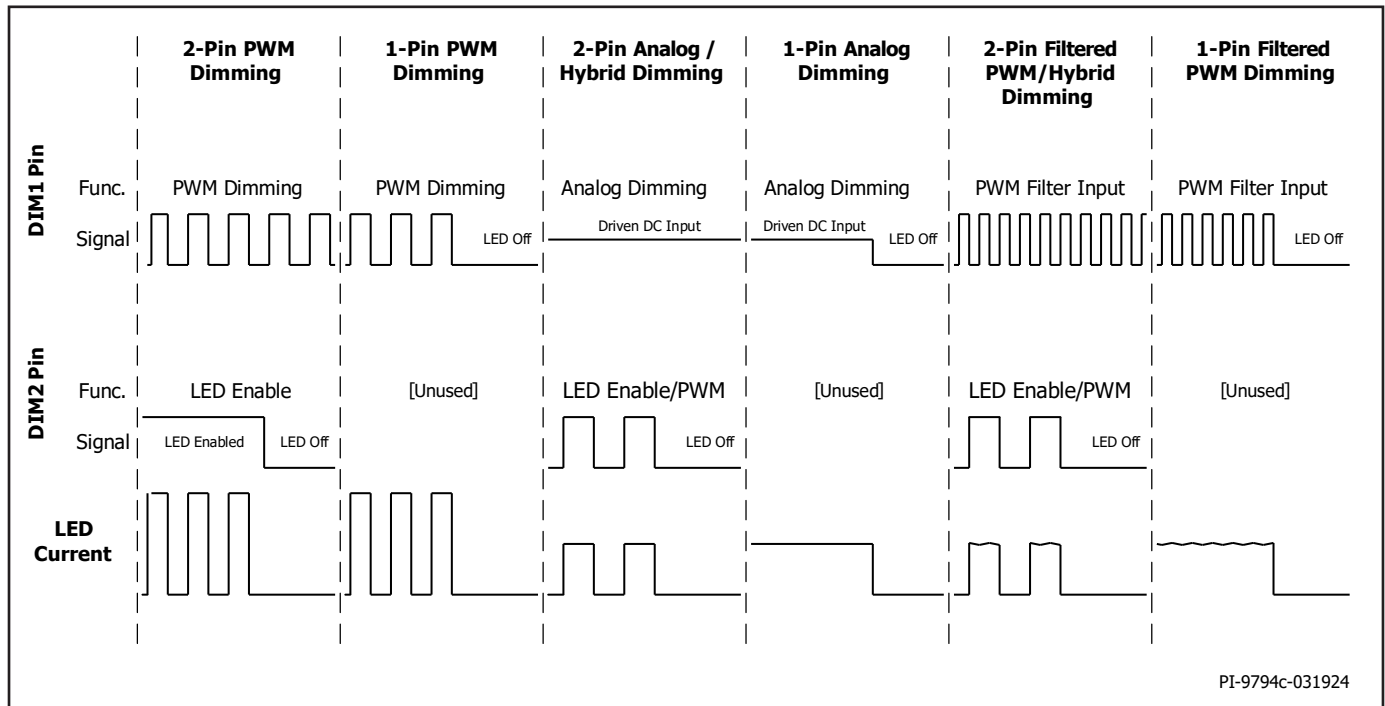 2-Pin PWM
Dimming
1-Pin PWM
Dimming
2-Pin Analog /
Hybrid Dimming
1-Pin Analog
Dimming
2-Pin Filtered
PWM/Hybrid
Dimming
1-Pin Filtered
PWM Dimming
DIM1 Pin
Func.
PWM Dimming
PWM Dimming
Analog Dimming
Analog Dimming
PWM Filter Input
PWM Filter Input
Signal
LED Off
Driven DC Input
Driven DC Input
LED Off
LED Off
DIM2 Pin
Func.
LED Enable
[Unused]
LED Enable/PWM
[Unused]
LED Enable/PWM
[Unused]
Signal
LED Enabled
LED Off
LED Off
LED Off
LED
Current
PI-9794c-031924